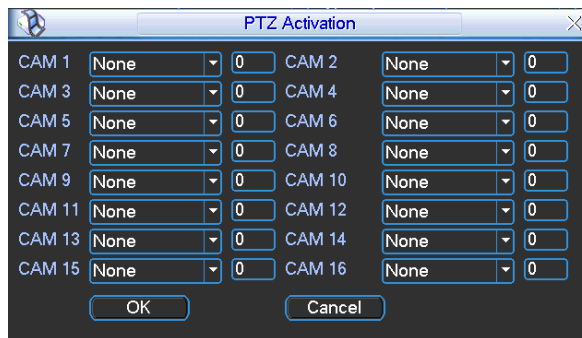 PTZ Activation
CAM 1 None 0 CAM 2 None 0
CAM 3 None 0 CAM 4 None 0
CAM 5 None 0 CAM 6 None 0
CAM 7 None 0 CAM 8 None 0
CAM 9 None 0 CAM 10 None 0
CAM 11 None 0 CAM 12 None 0
CAM 13 None 0 CAM 14 None 0
CAM 15 None 0 CAM 16 None 0
OK Cancel